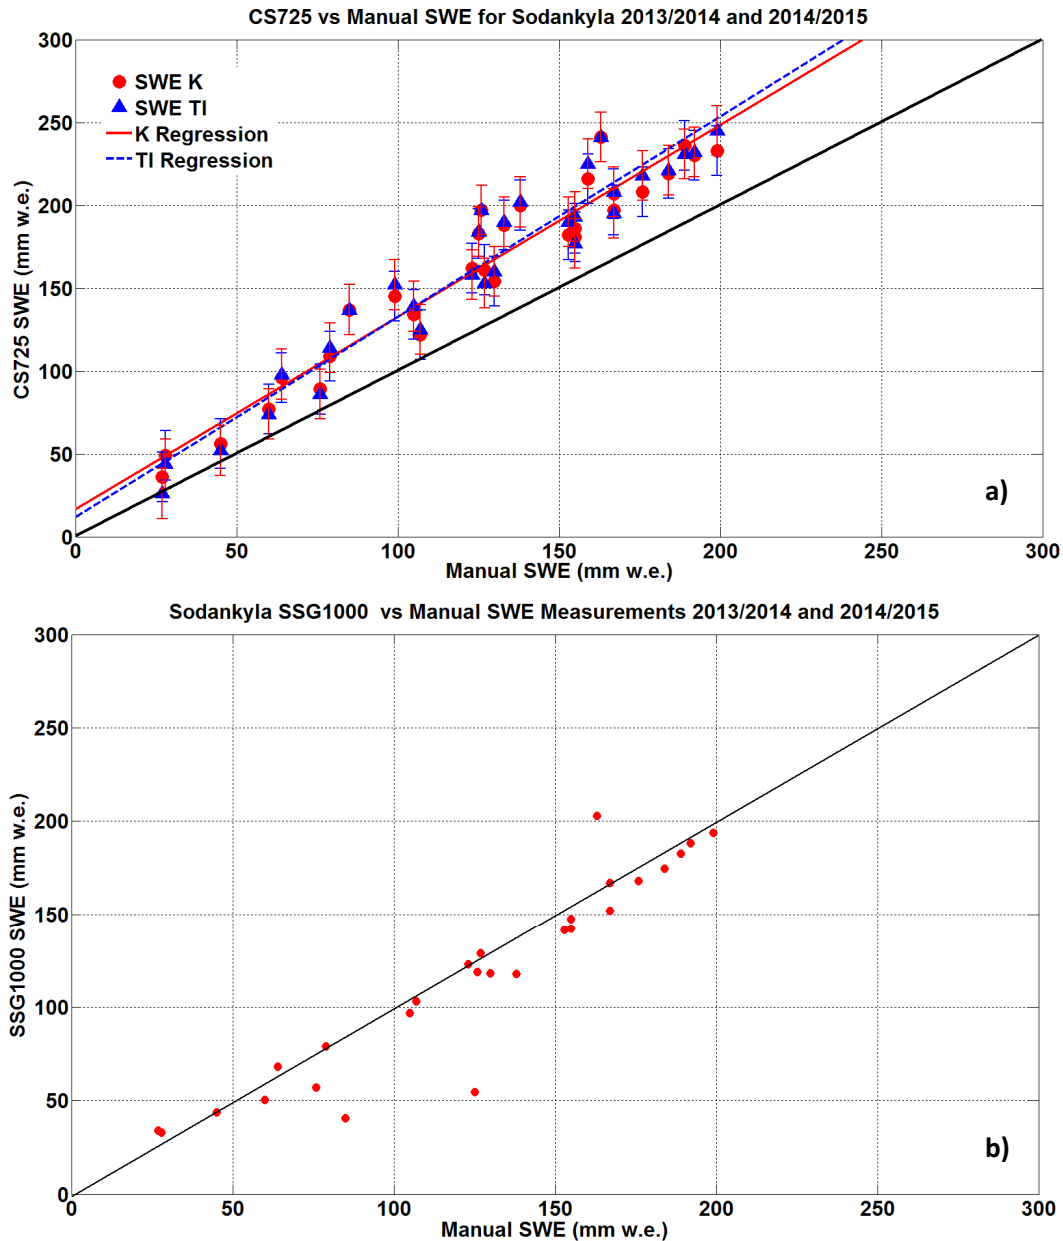 CS725 vs Manual SWE for Sodankyla 2013/2014 and 2014/2015
300
250
200
150
100
50
0
CS725 SWE (mm w.e.)
SWE K
SWE TI
K Regression
TI Regression
a)
0 50 100 150 200 250 300
Manual SWE (mm w.e.)
Sodankyla SSG1000 vs Manual SWE Measurements 2013/2014 and 2014/2015
300
250
200
150
100
50
0
SSG1000 SWE (mm w.e.)
b)
0 50 100 150 200 250 300
Manual SWE (mm w.e.)